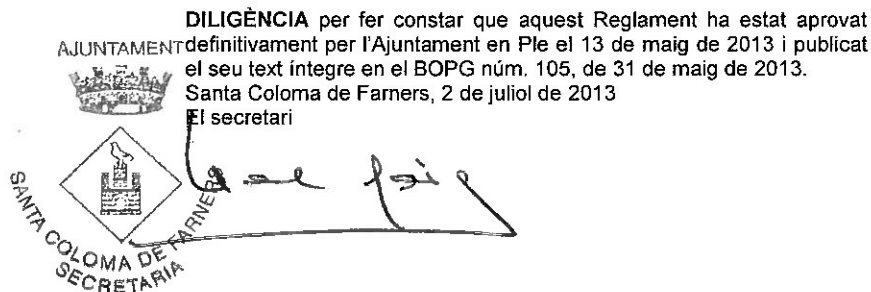 DILIGÈNCIA per fer constar que aquest Reglament ha estat aprovat
definitivament per l'Ajuntament en Ple el 13 de maig de 2013 i publicat
el seu text íntegre en el BOPG núm. 105, de 31 de maig de 2013.
Santa Coloma de Farners, 2 de juliol de 2013
El secretari
AJUNTAMENT
SANTA COLOMA DE FARNERS
SECRETARIA